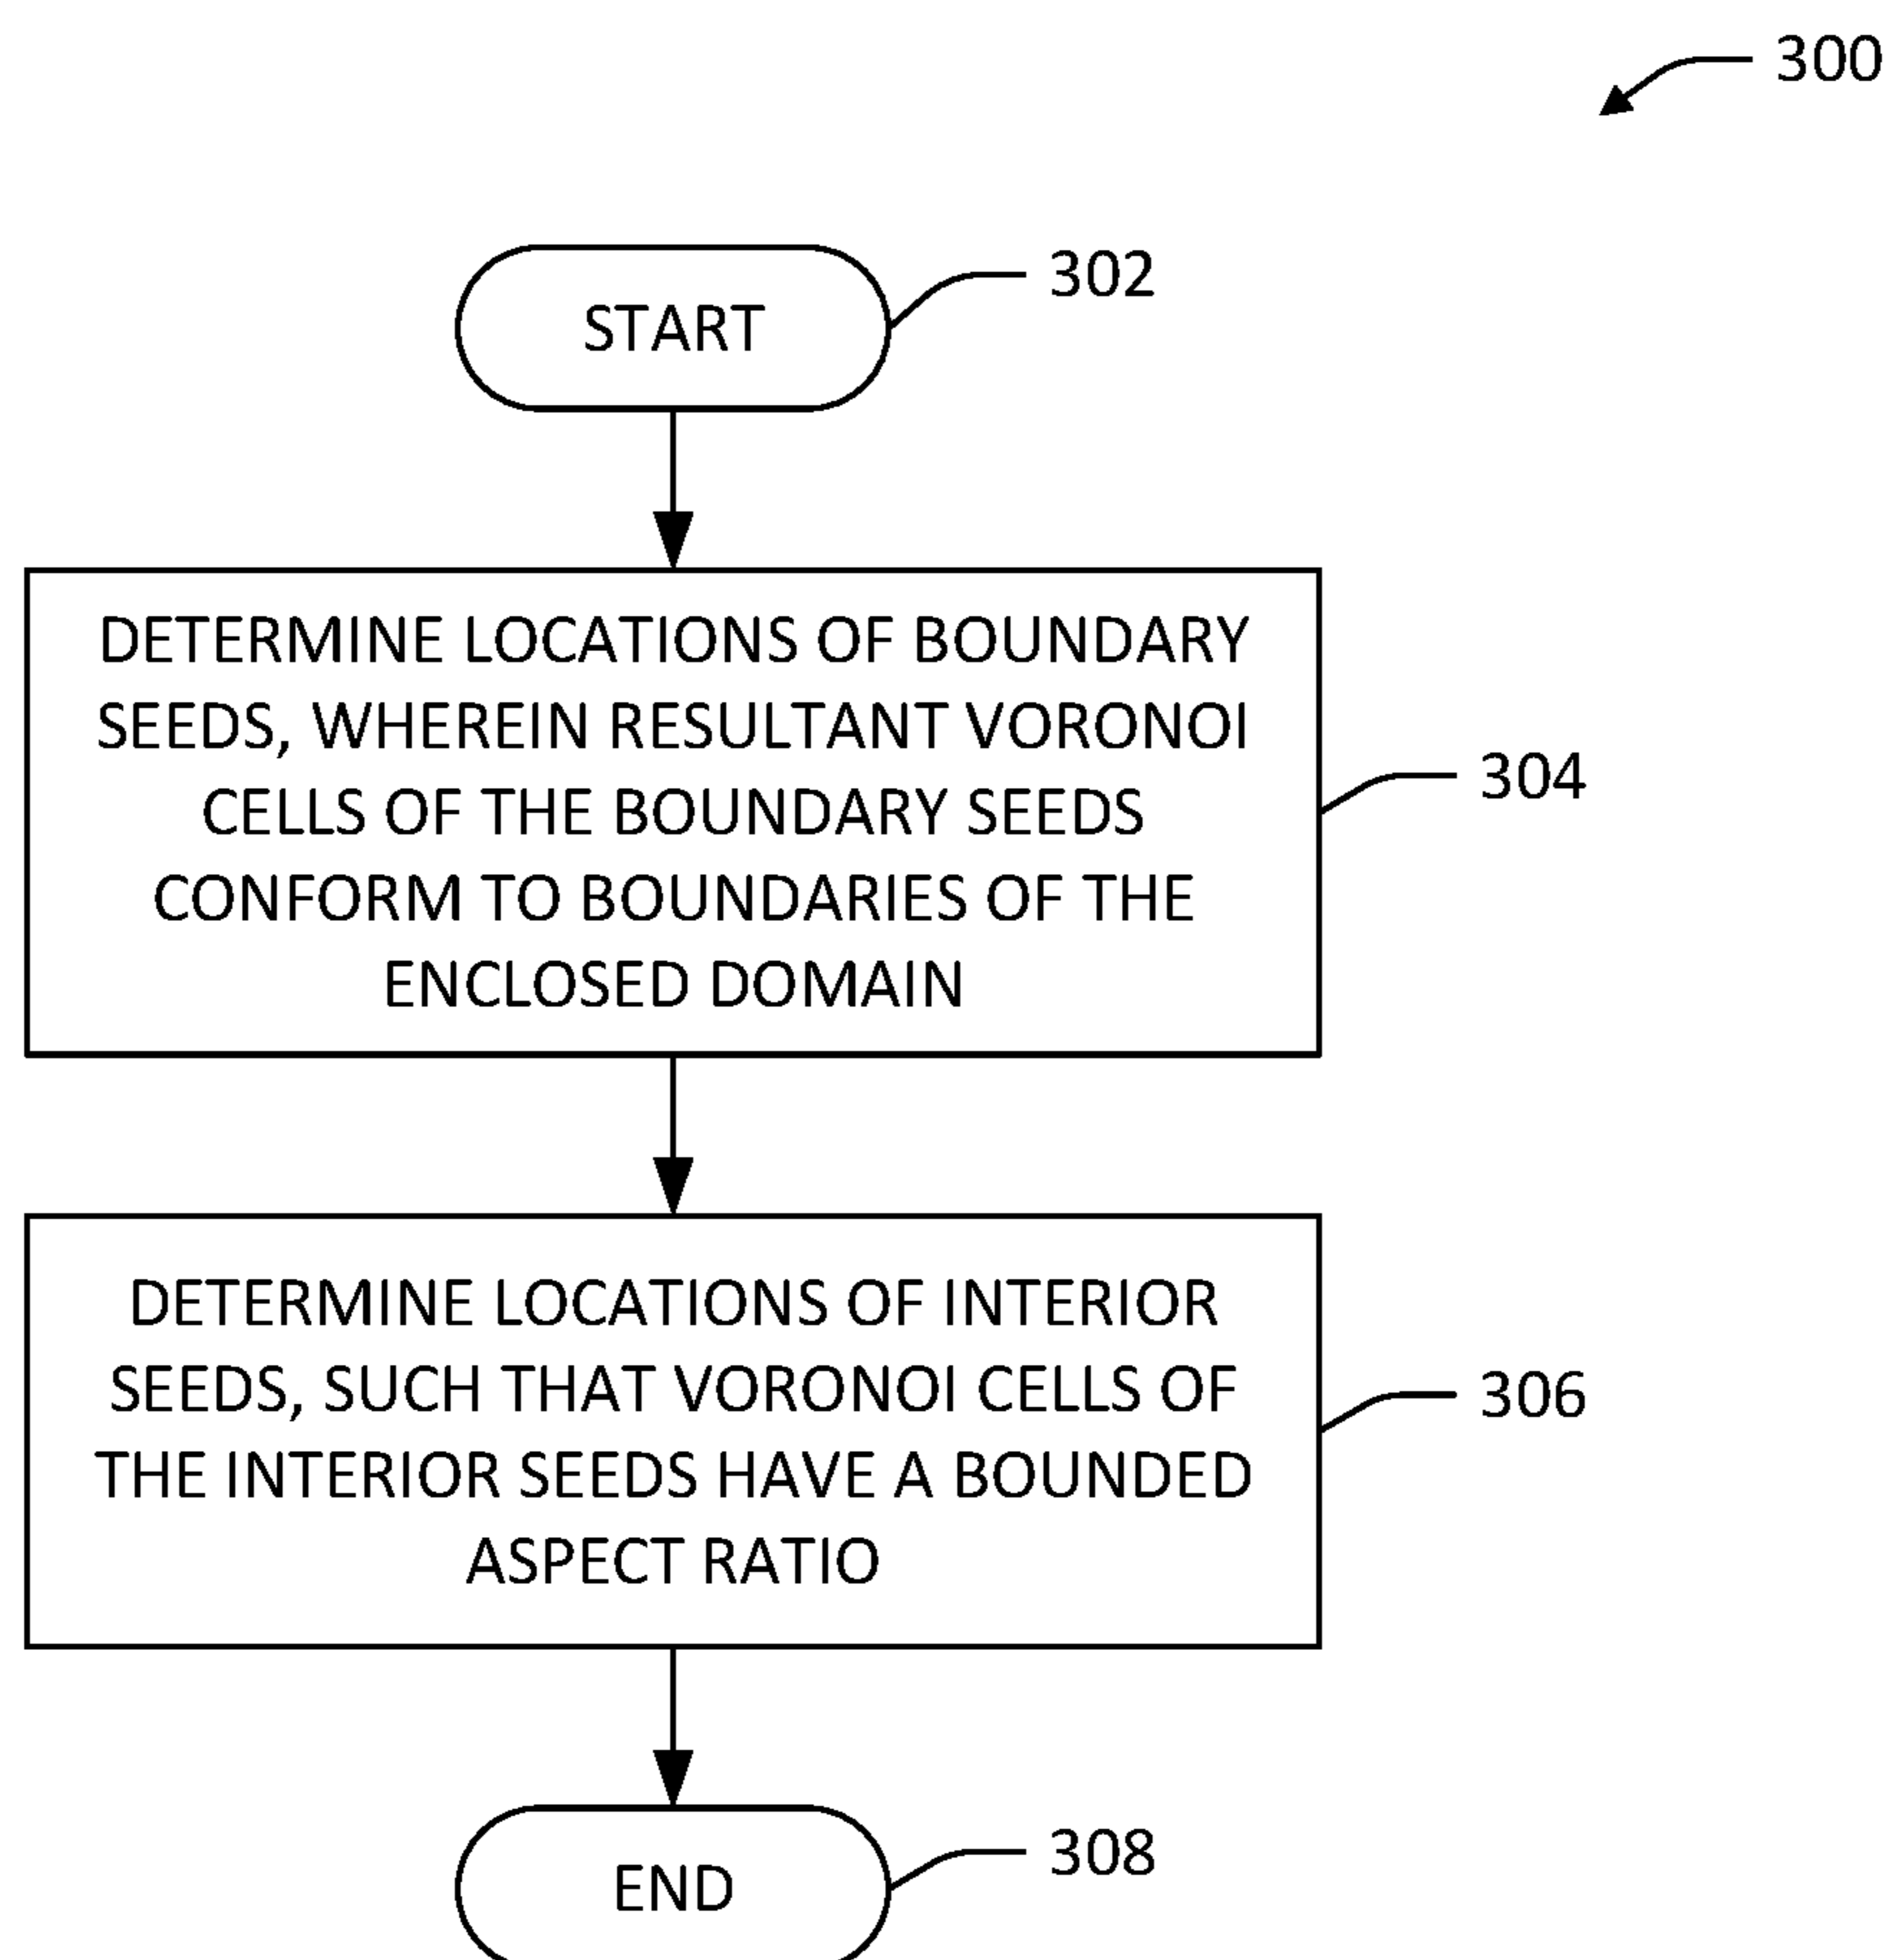 300
START
302
DETERMINE LOCATIONS OF BOUNDARY
SEEDS, WHEREIN RESULTANT VORONOI
CELLS OF THE BOUNDARY SEEDS
CONFORM TO BOUNDARIES OF THE
ENCLOSED DOMAIN
304
DETERMINE LOCATIONS OF INTERIOR
SEEDS, SUCH THAT VORONOI CELLS OF
THE INTERIOR SEEDS HAVE A BOUNDED
ASPECT RATIO
306
END
308